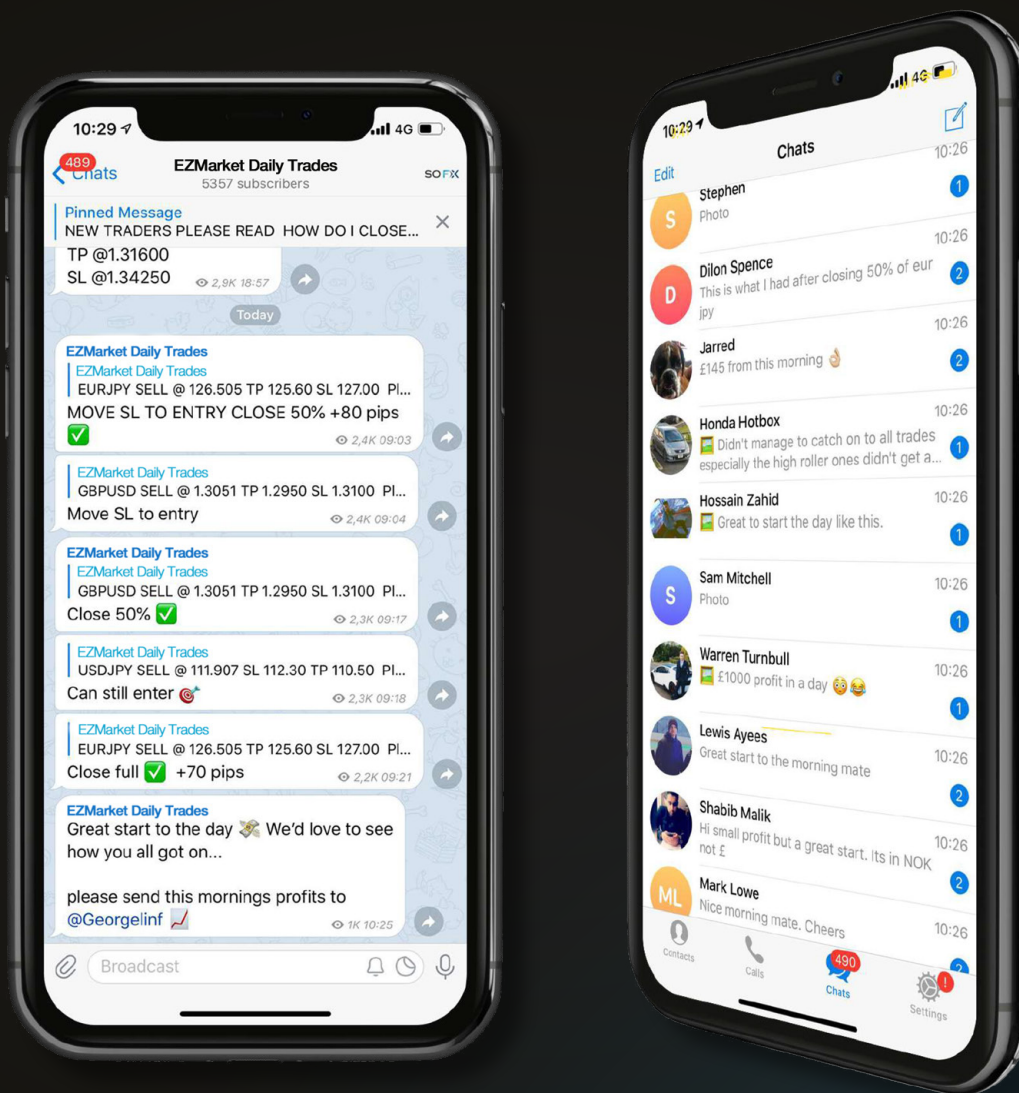 10:29
4G
489
Chats
EZMarket Daily Trades
5357 subscribers
SOFX
Pinned Message
NEW TRADERS PLEASE READ HOW DO I CLOSE...
TP @1.31600
SL @1.34250
2,9K 18:57
Today
EZMarket Daily Trades
EZMarket Daily Trades
EURJPY SELL @ 126.505 TP 125.60 SL 127.00 Pl...
MOVE SL TO ENTRY CLOSE 50% +80 pips
✅
2,4K 09:03
EZMarket Daily Trades
GBPUSD SELL @ 1.3051 TP 1.2950 SL 1.3100 Pl...
Move SL to entry
2,4K 09:04
EZMarket Daily Trades
EZMarket Daily Trades
GBPUSD SELL @ 1.3051 TP 1.2950 SL 1.3100 Pl...
Close 50% ✅
2,3K 09:17
EZMarket Daily Trades
USDJPY SELL @ 111.907 SL 112.30 TP 110.50 Pl...
Can still enter 🎯
2,3K 09:18
EZMarket Daily Trades
EURJPY SELL @ 126.505 TP 125.60 SL 127.00 Pl...
Close full ✅ +70 pips
2,2K 09:21
EZMarket Daily Trades
Great start to the day 💸 We'd love to see
how you all got on...
please send this mornings profits to
@Georgelinf 📈
1K 10:25
Broadcast
10:29
4G
Edit
Chats
Stephen
10:26
Photo
1
S
Dilon Spence
10:26
This is what I had after closing 50% of eur
jpy
2
D
Jarred
10:26
£145 from this morning 👌🏼
2
Honda Hotbox
10:26
🖼 Didn't manage to catch on to all trades
especially the high roller ones didn't get a...
1
Hossain Zahid
10:26
🖼 Great to start the day like this.
1
Sam Mitchell
10:26
Photo
1
S
Warren Turnbull
10:26
🖼 £1000 profit in a day 😳😂
1
Lewis Ayees
10:26
Great start to the morning mate
2
Shabib Malik
10:26
Hi small profit but a great start. Its in NOK
not £
2
Mark Lowe
10:26
Nice morning mate. Cheers
2
ML
Contacts
Calls
490
Chats
!
Settings